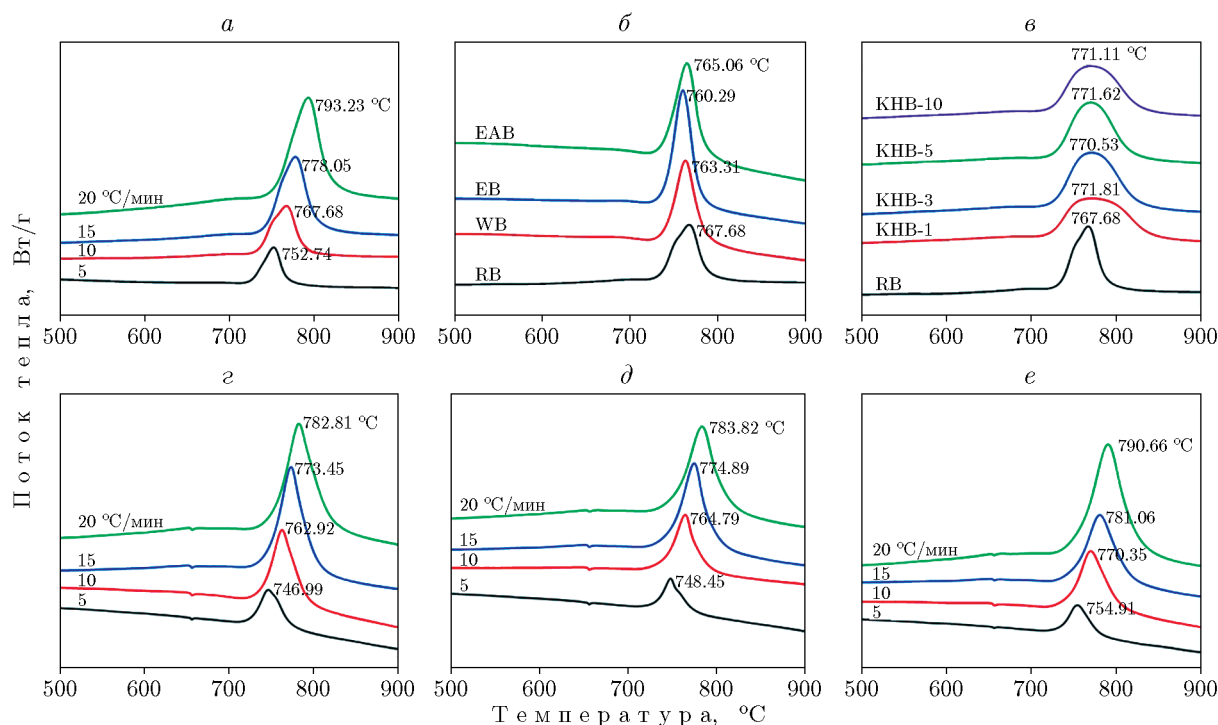 а
793.23 °C
778.05
767.68
752.74
20 °C/мин
15
10
5
500 600 700 800 900
б
765.06 °C
760.29
763.31
767.68
EAB
EB
WB
RB
500 600 700 800 900
в
771.11 °C
771.62
770.53
771.81
767.68
KHB-10
KHB-5
KHB-3
KHB-1
RB
500 600 700 800 900
Поток тепла, Вт/г
г
782.81 °C
773.45
762.92
746.99
20 °C/мин
15
10
5
500 600 700 800 900
д
783.82 °C
774.89
764.79
748.45
20 °C/мин
15
10
5
500 600 700 800 900
е
790.66 °C
781.06
770.35
754.91
20 °C/мин
15
10
5
500 600 700 800 900
Температура, °C